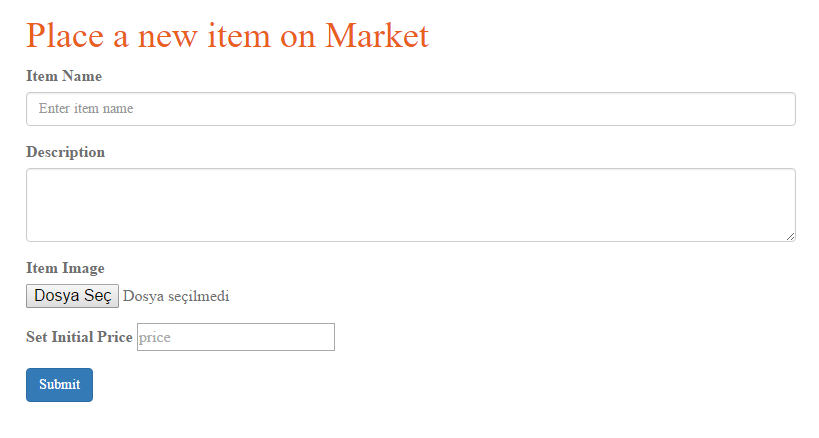 Place a new item on Market
Item Name
Enter item name
Description
Item Image
Dosya Seç Dosya seçilmedi
Set Initial Price price
Submit